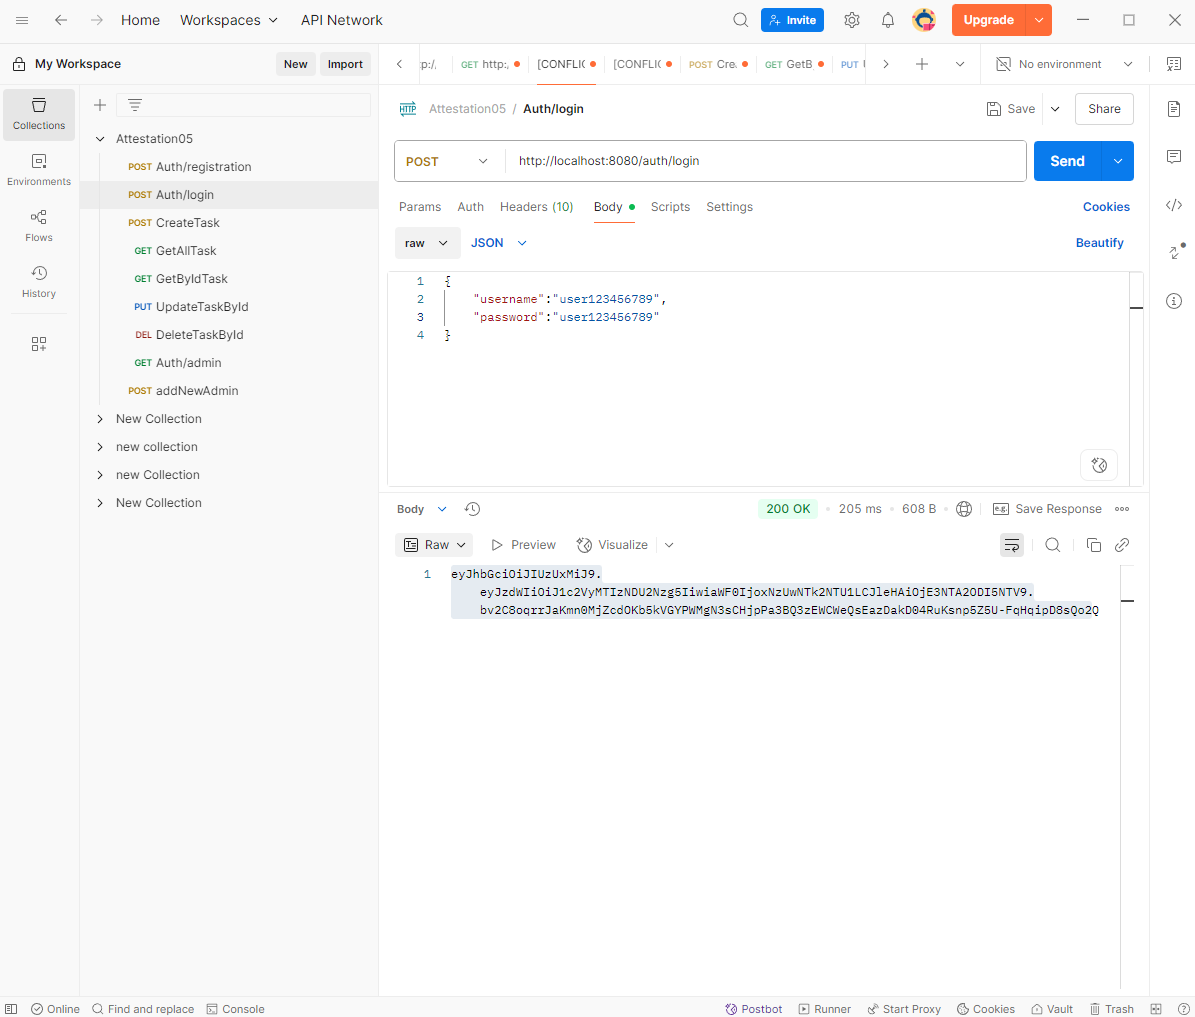 Home Workspaces API Network Invite Upgrade
My Workspace New Import
GET http:, [CONFLIC [CONFLIC POST Cre. GET GetB PUT No environment
Collections
Environments
Flows
History
Attestation05
POST Auth/registration
POST Auth/login
POST CreateTask
GET GetAllTask
GET GetByIdTask
PUT UpdateTaskById
DEL DeleteTaskById
GET Auth/admin
POST addNewAdmin
New Collection
new collection
new Collection
New Collection
HTTP Attestation05 / Auth/login Save Share
POST http://localhost:8080/auth/login Send
Params Auth Headers (10) Body Scripts Settings Cookies
raw JSON Beautify
1 {
2 "username":"user123456789",
3 "password":"user123456789"
4 }
Body 200 OK • 205 ms • 608 B • e.g. Save Response
Raw Preview Visualize
1 eyJhbGciOiJIUzUxMiJ9.
eyJzdWIiOiJ1c2VyMTIzNDU2Nzg5IiwiaWF0IjoxNzUwNTk2NTU1LCJleHAiOjE3NTA2ODI5NTV9.
bv2C8oqrrJaKmn0MjZcdOKb5kVGYPWMgN3sCHjpPa3BQ3zEWCWeQsEazDakD04RuKsnp5Z5U-FqHqipD8sQo2Q
Online Find and replace Console Postbot Runner Start Proxy Cookies Vault Trash